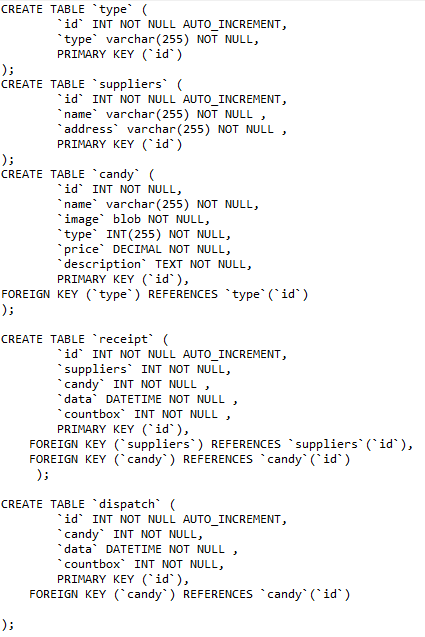 CREATE TABLE `type` (
`id` INT NOT NULL AUTO_INCREMENT,
`type` varchar(255) NOT NULL,
PRIMARY KEY (`id`)
);
CREATE TABLE `suppliers` (
`id` INT NOT NULL AUTO_INCREMENT,
`name` varchar(255) NOT NULL ,
`address` varchar(255) NOT NULL ,
PRIMARY KEY (`id`)
);
CREATE TABLE `candy` (
`id` INT NOT NULL,
`name` varchar(255) NOT NULL,
`image` blob NOT NULL,
`type` INT(255) NOT NULL,
`price` DECIMAL NOT NULL,
`description` TEXT NOT NULL,
PRIMARY KEY (`id`),
FOREIGN KEY (`type`) REFERENCES `type`(`id`)
);
CREATE TABLE `receipt` (
`id` INT NOT NULL AUTO_INCREMENT,
`suppliers` INT NOT NULL,
`candy` INT NOT NULL ,
`data` DATETIME NOT NULL ,
`countbox` INT NOT NULL ,
PRIMARY KEY (`id`),
FOREIGN KEY (`suppliers`) REFERENCES `suppliers`(`id`),
FOREIGN KEY (`candy`) REFERENCES `candy`(`id`)
);
CREATE TABLE `dispatch` (
`id` INT NOT NULL AUTO_INCREMENT,
`candy` INT NOT NULL,
`data` DATETIME NOT NULL ,
`countbox` INT NOT NULL,
PRIMARY KEY (`id`),
FOREIGN KEY (`candy`) REFERENCES `candy`(`id`)
);